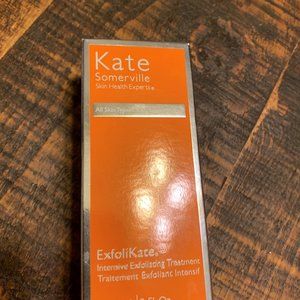 Kate
Somerville
Skin Health Experts®
All Skin Types
ExfoliKate®
Intensive Exfoliating Treatment
Traitement Exfoliant Intensif